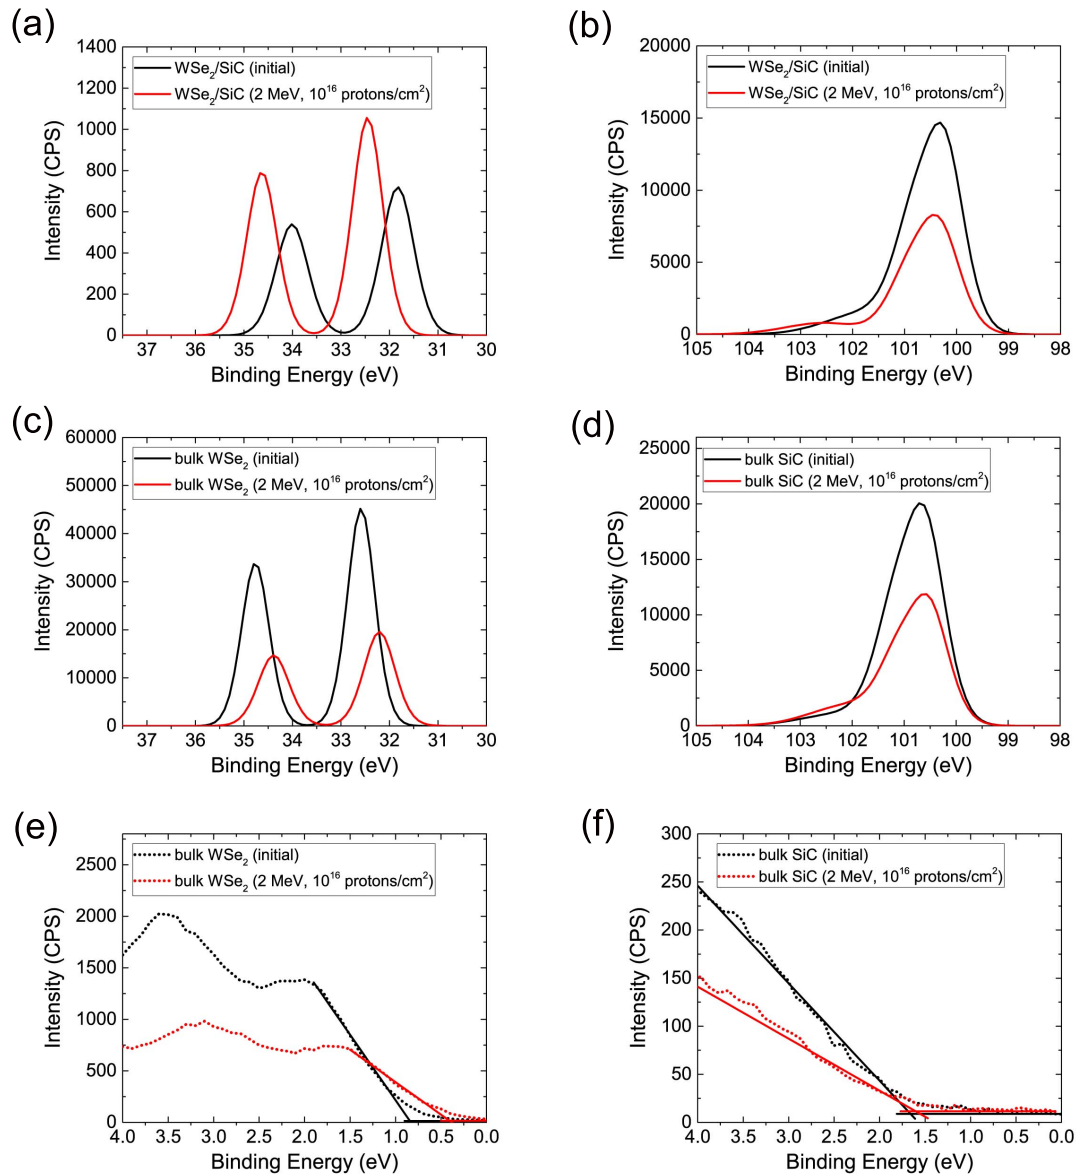 (a)
1400
1200
1000
800
600
400
200
0
Intensity (CPS)
WSe₂/SiC (initial)
WSe₂/SiC (2 MeV, 10¹⁶ protons/cm²)
37 36 35 34 33 32 31 30
Binding Energy (eV)
(b)
20000
15000
10000
5000
0
Intensity (CPS)
WSe₂/SiC (initial)
WSe₂/SiC (2 MeV, 10¹⁶ protons/cm²)
105 104 103 102 101 100 99 98
Binding Energy (eV)
(c)
60000
50000
40000
30000
20000
10000
0
Intensity (CPS)
bulk WSe₂ (initial)
bulk WSe₂ (2 MeV, 10¹⁶ protons/cm²)
37 36 35 34 33 32 31 30
Binding Energy (eV)
(d)
25000
20000
15000
10000
5000
0
Intensity (CPS)
bulk SiC (initial)
bulk SiC (2 MeV, 10¹⁶ protons/cm²)
105 104 103 102 101 100 99 98
Binding Energy (eV)
(e)
2500
2000
1500
1000
500
0
Intensity (CPS)
bulk WSe₂ (initial)
bulk WSe₂ (2 MeV, 10¹⁶ protons/cm²)
4.0 3.5 3.0 2.5 2.0 1.5 1.0 0.5 0.0
Binding Energy (eV)
(f)
300
250
200
150
100
50
0
Intensity (CPS)
bulk SiC (initial)
bulk SiC (2 MeV, 10¹⁶ protons/cm²)
4.0 3.5 3.0 2.5 2.0 1.5 1.0 0.5 0.0
Binding Energy (eV)